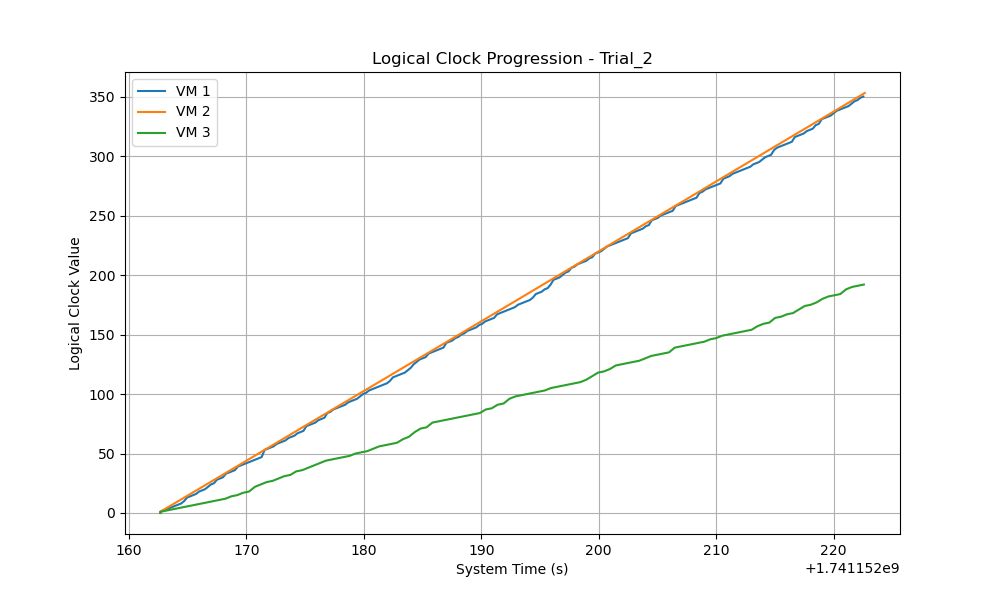 Logical Clock Progression - Trial_2
VM 1
VM 2
VM 3
350
300
250
200
150
100
50
0
Logical Clock Value
160 170 180 190 200 210 220
System Time (s)
+1.741152e9